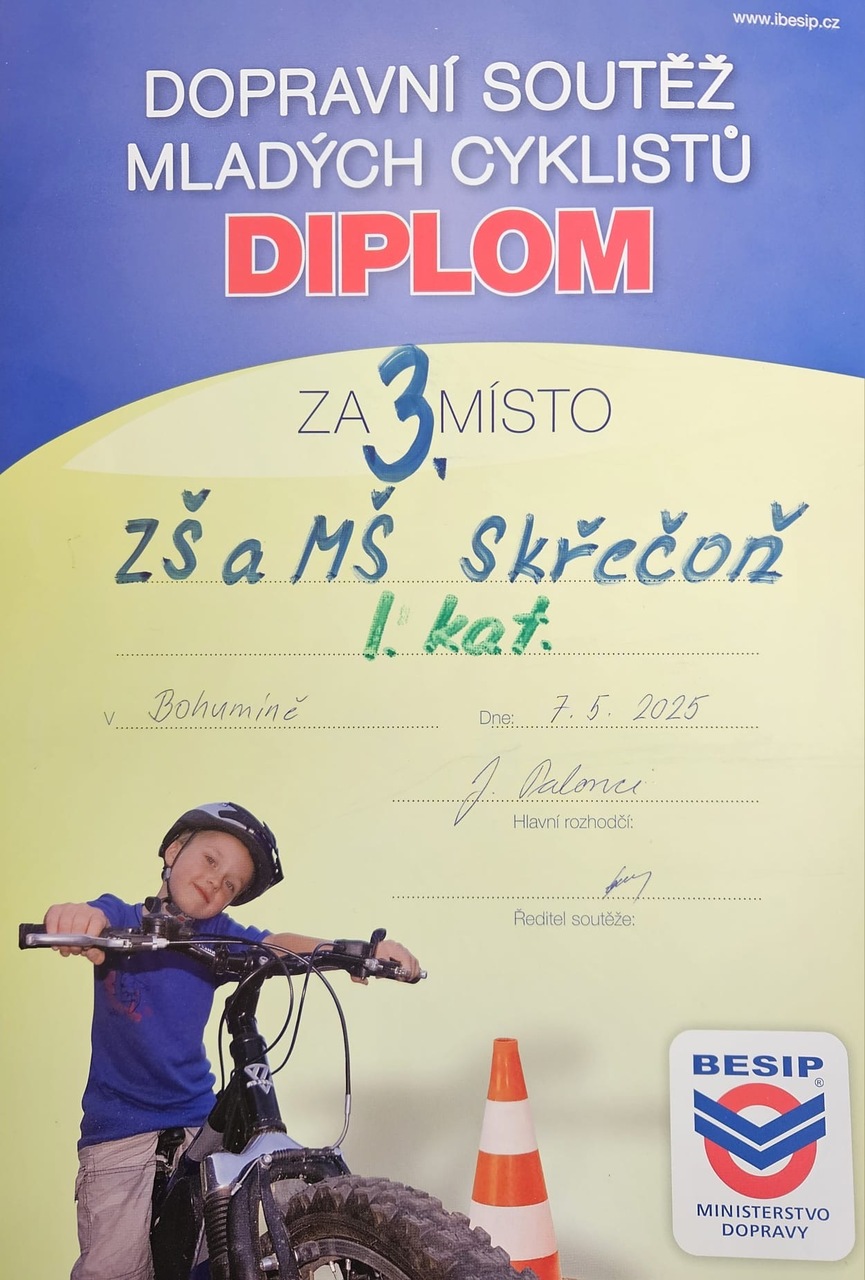 www.ibesip.cz
DOPRAVNÍ SOUTĚŽ
MLADÝCH CYKLISTŮ
DIPLOM
ZA 3. MÍSTO
ZŠ a MŠ Skřečoň
I. kat.
V Bohumíně Dne: 7. 5. 2025
Hlavní rozhodčí:
Ředitel soutěže:
BESIP®
MINISTERSTVO
DOPRAVY